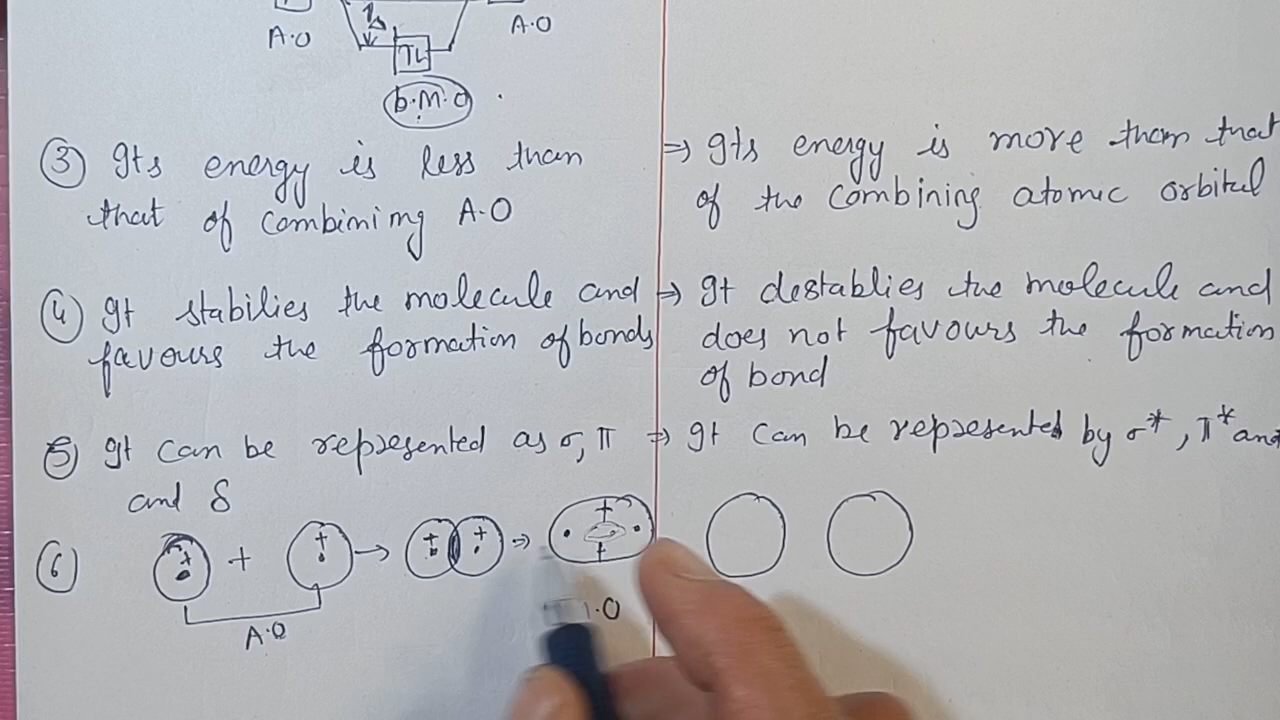 A.O
A.O
TL
b.M.O
③ Its energy is less than
that of combining A.O
⇒ Its energy is more than that
of the combining atomic orbital
④ It stabilies the molecule and
favours the formation of bonds
⇒ It destablies the molecule and
does not favours the formation
of bond
⑤ It can be represented as σ, π
and δ
⇒ It can be represented by σ*, π* and
⑥ + + + → + + ⇒ + +
A.O
.O